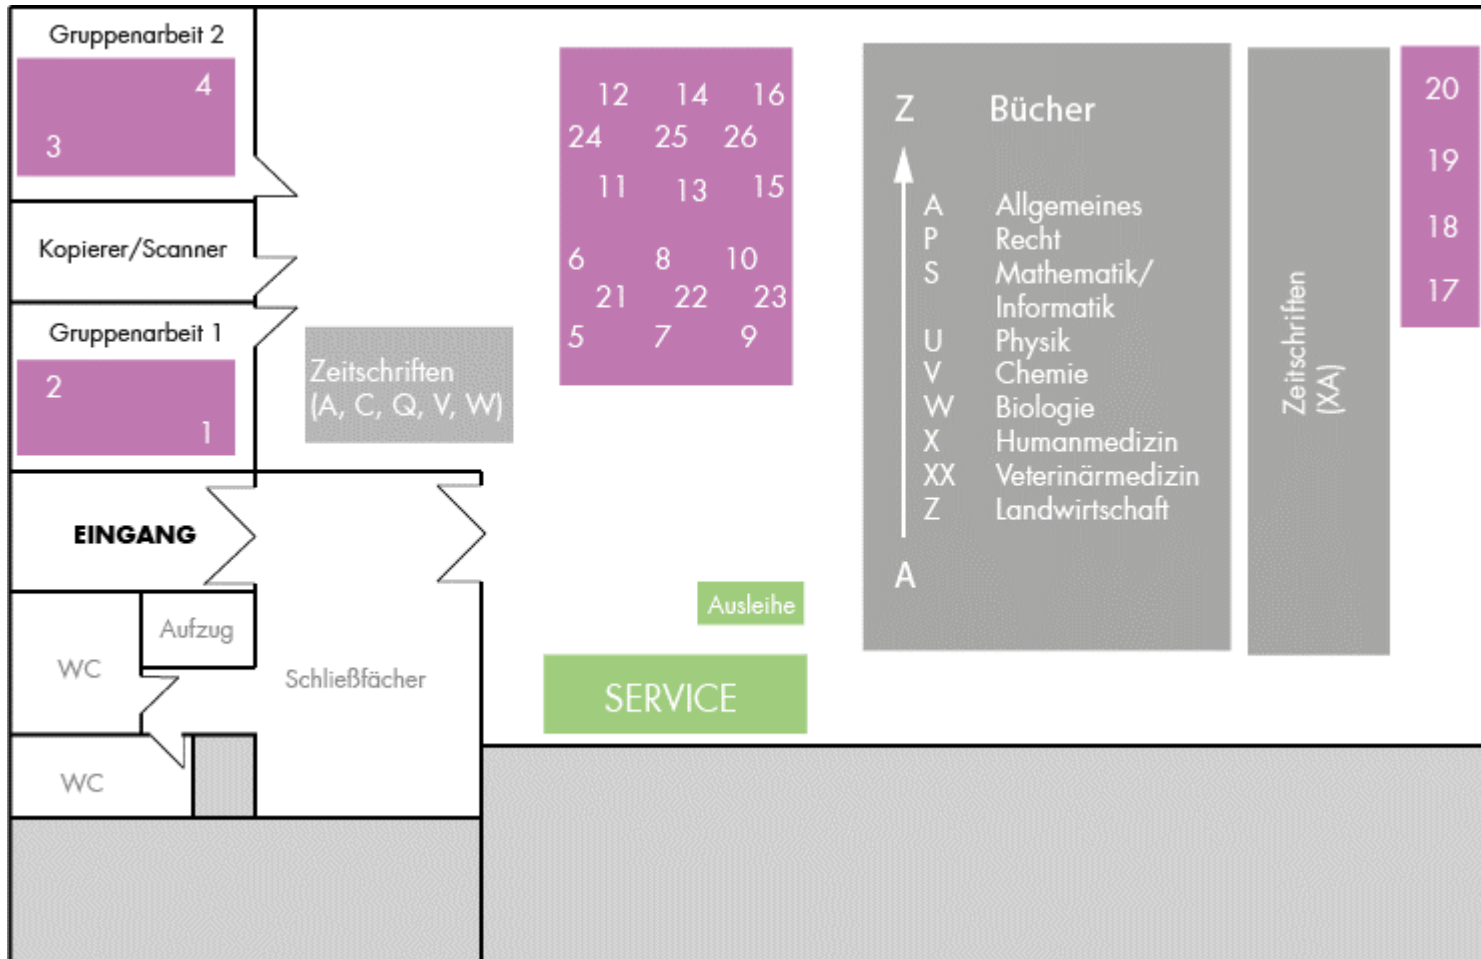 Gruppenarbeit 2
4
3
Kopierer/Scanner
Gruppenarbeit 1
2
1
Zeitschriften
(A, C, Q, V, W)
EINGANG
Aufzug
WC
WC
Schließfächer
12 14 16
24 25 26
11 13 15
6 8 10
21 22 23
5 7 9
Ausleihe
SERVICE
Z Bücher
A Allgemeines
P Recht
S Mathematik/
Informatik
U Physik
V Chemie
W Biologie
X Humanmedizin
XX Veterinärmedizin
Z Landwirtschaft
A
Zeitschriften
(XA)
20
19
18
17